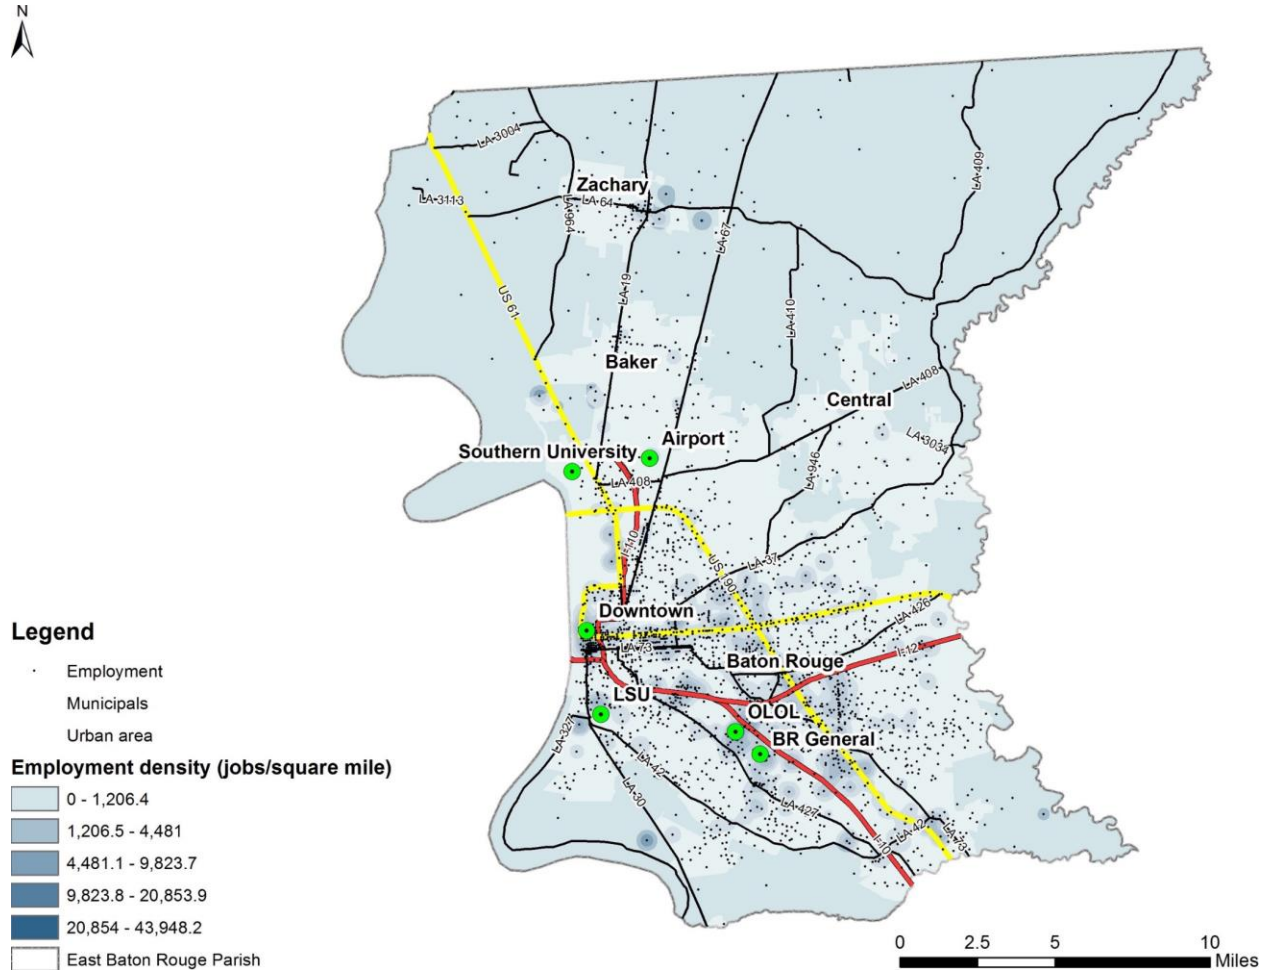 N
LA 3004
LA 409
Zachary
LA 3113
LA 61
LA 964
LA 67
LA 19
US 61
LA 410
Baker
LA 408
Central
Airport
LA 3034
Southern University
LA 946
LA 408
I-110
LA 37
US 190
Downtown
LA 426
LA 73
I-12
Baton Rouge
LSU
OLOL
LA 327
BR General
LA 42
LA 30
LA 427
LA 42
LA 73
I-10
Legend
Employment
Municipals
Urban area
Employment density (jobs/square mile)
0 - 1,206.4
1,206.5 - 4,481
4,481.1 - 9,823.7
9,823.8 - 20,853.9
20,854 - 43,948.2
East Baton Rouge Parish
0 2.5 5 10
Miles